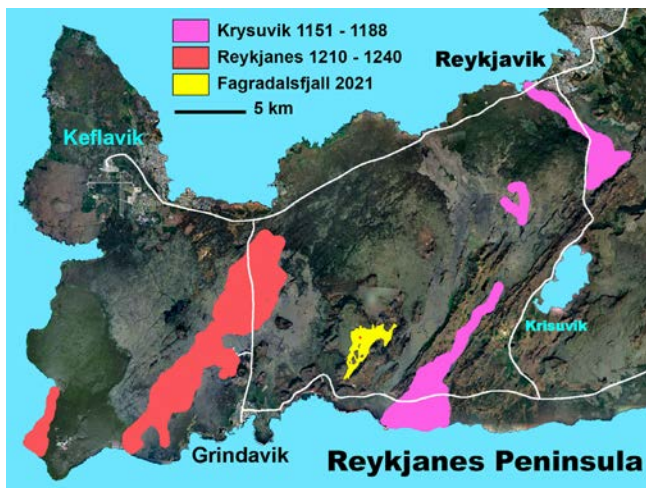 Krysuvik 1151 - 1188
Reykjanes 1210 - 1240
Fagradalsfjall 2021
5 km
Reykjavik
Keflavik
Krisuvik
Grindavik
Reykjanes Peninsula